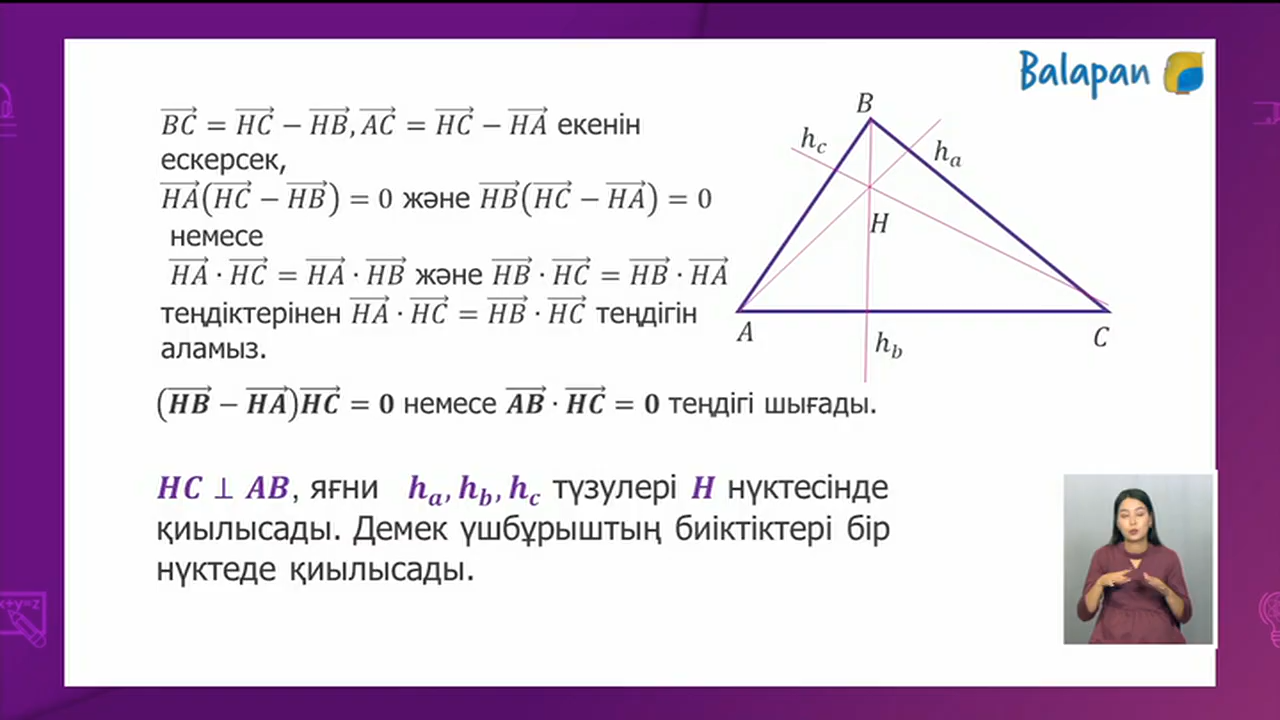 Balapan
BC⃗ = HC⃗ − HB⃗, AC⃗ = HC⃗ − HA⃗ екенін
ескерсек,
HA⃗(HC⃗ − HB⃗) = 0 және HB⃗(HC⃗ − HA⃗) = 0
немесе
HA⃗ · HC⃗ = HA⃗ · HB⃗ және HB⃗ · HC⃗ = HB⃗ · HA⃗
теңдіктерінен HA⃗ · HC⃗ = HB⃗ · HC⃗ теңдігін
аламыз.
(HB⃗ − HA⃗)HC⃗ = 0 немесе AB⃗ · HC⃗ = 0 теңдігі шығады.
HC ⊥ AB, яғни h_a, h_b, h_c түзулері H нүктесінде
қиылысады. Демек үшбұрыштың биіктіктері бір
нүктеде қиылысады.
B
h_c
h_a
H
A
h_b
C
x+y=z